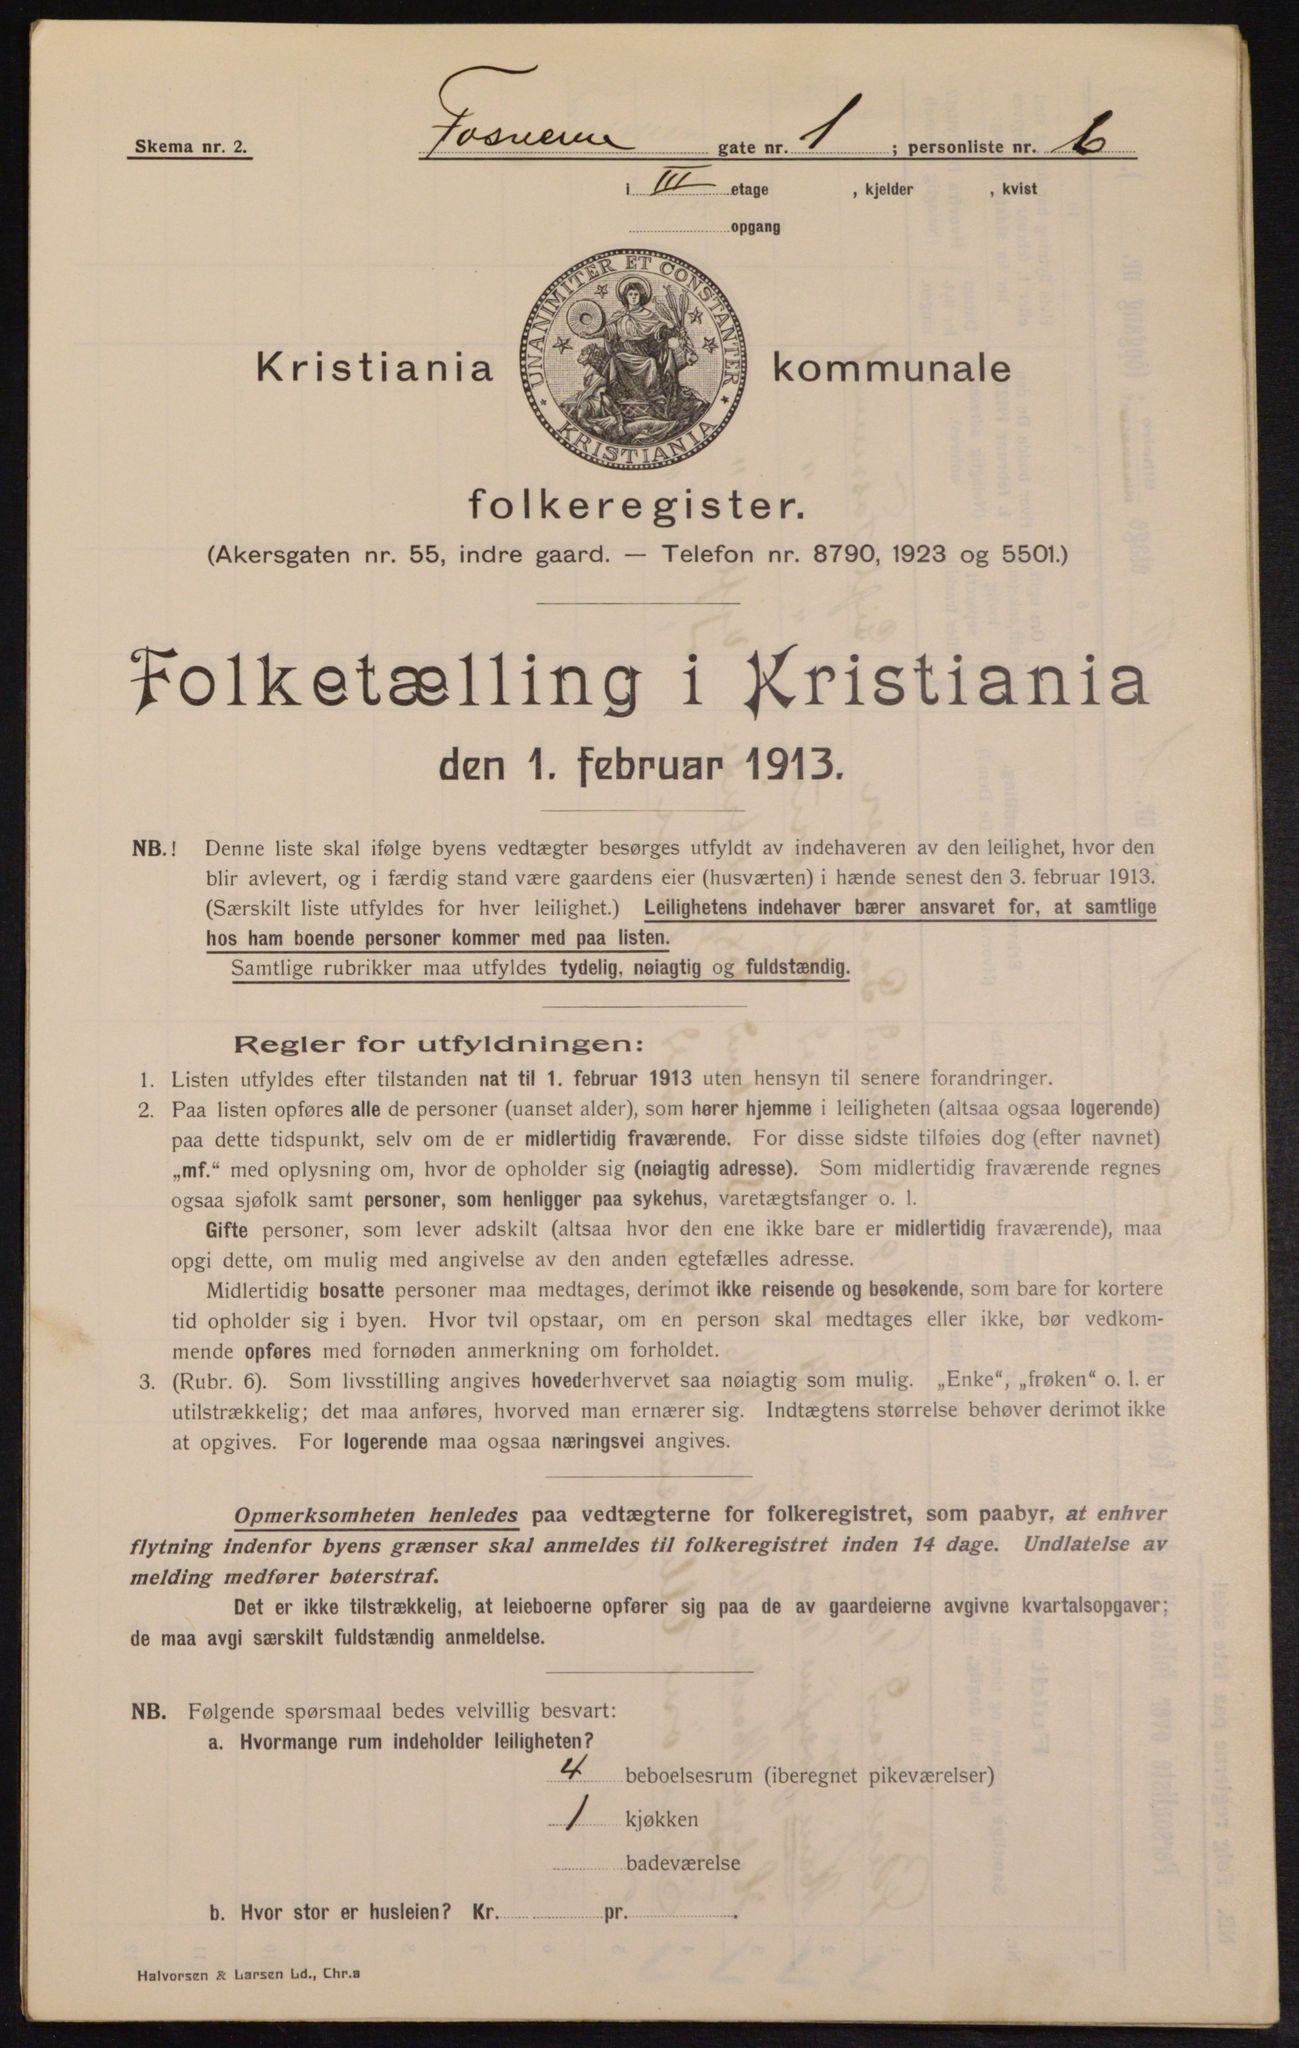 Skema nr. 2. Fosnerne gate nr. 1 ; personliste nr. 6
i III etage , kjelder , kvist
opgang
UNANIMITER ET CONSTANTER
KRISTIANIA
Kristiania kommunale
folkeregister.
(Akersgaten nr. 55, indre gaard. — Telefon nr. 8790, 1923 og 5501.)
Folketælling i Kristiania
den 1. februar 1913.
NB.! Denne liste skal ifølge byens vedtægter besørges utfyldt av indehaveren av den leilighet, hvor den
blir avlevert, og i færdig stand være gaardens eier (husværten) i hænde senest den 3. februar 1913.
(Særskilt liste utfyldes for hver leilighet.) Leilighetens indehaver bærer ansvaret for, at samtlige
hos ham boende personer kommer med paa listen.
Samtlige rubrikker maa utfyldes tydelig, nøiagtig og fuldstændig.
Regler for utfyldningen:
1. Listen utfyldes efter tilstanden nat til 1. februar 1913 uten hensyn til senere forandringer.
2. Paa listen opføres alle de personer (uanset alder), som hører hjemme i leiligheten (altsaa ogsaa logerende)
paa dette tidspunkt, selv om de er midlertidig fraværende. For disse sidste tilføies dog (efter navnet)
„mf.“ med oplysning om, hvor de opholder sig (nøiagtig adresse). Som midlertidig fraværende regnes
ogsaa sjøfolk samt personer, som henligger paa sykehus, varetægtsfanger o. l.
Gifte personer, som lever adskilt (altsaa hvor den ene ikke bare er midlertidig fraværende), maa
opgi dette, om mulig med angivelse av den anden egtefælles adresse.
Midlertidig bosatte personer maa medtages, derimot ikke reisende og besøkende, som bare for kortere
tid opholder sig i byen. Hvor tvil opstaar, om en person skal medtages eller ikke, bør vedkom-
mende opføres med fornøden anmerkning om forholdet.
3. (Rubr. 6). Som livsstilling angives hovederhvervet saa nøiagtig som mulig. „Enke“, „frøken“ o. l. er
utilstrækkelig; det maa anføres, hvorved man ernærer sig. Indtægtens størrelse behøver derimot ikke
at opgives. For logerende maa ogsaa næringsvei angives.
Opmerksomheten henledes paa vedtægterne for folkeregistret, som paabyr, at enhver
flytning indenfor byens grænser skal anmeldes til folkeregistret inden 14 dage. Undlatelse av
melding medfører bøterstraf.
Det er ikke tilstrækkelig, at leieboerne opfører sig paa de av gaardeierne avgivne kvartalsopgaver;
de maa avgi særskilt fuldstændig anmeldelse.
NB. Følgende spørsmaal bedes velvillig besvart:
a. Hvormange rum indeholder leiligheten?
4 beboelsesrum (iberegnet pikeværelser)
1 kjøkken
badeværelse
b. Hvor stor er husleien? Kr. pr. .
Halvorsen & Larsen Ld., Chr.a